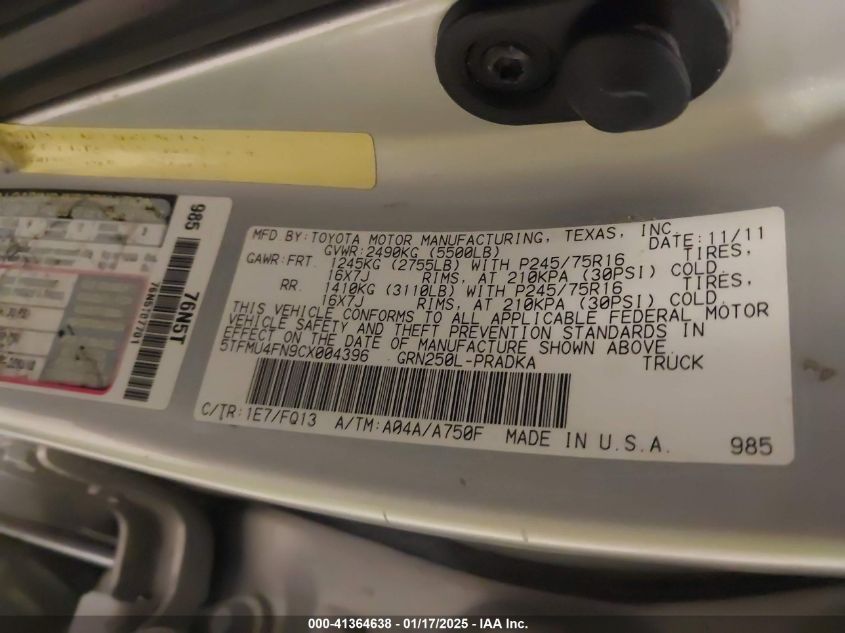 MFD BY:TOYOTA MOTOR MANUFACTURING, TEXAS, INC.
DATE:11/11
GVWR:2490KG (5500LB)
GAWR:FRT. 1245KG (2755LB) WITH P245/75R16 TIRES,
16X7J RIMS, AT 210KPA (30PSI) COLD.
RR. 1410KG (3110LB) WITH P245/75R16 TIRES,
16X7J RIMS, AT 210KPA (30PSI) COLD.
THIS VEHICLE CONFORMS TO ALL APPLICABLE FEDERAL MOTOR
VEHICLE SAFETY AND THEFT PREVENTION STANDARDS IN
EFFECT ON THE DATE OF MANUFACTURE SHOWN ABOVE.
5TFMU4FN9CX004396 GRN250L-PRADKA TRUCK
C/TR:1E7/FQ13 A/TM:A04A/A750F MADE IN U.S.A. 985
985
76N5T
76N5T07701
000-41364638 - 01/17/2025 - IAA Inc.